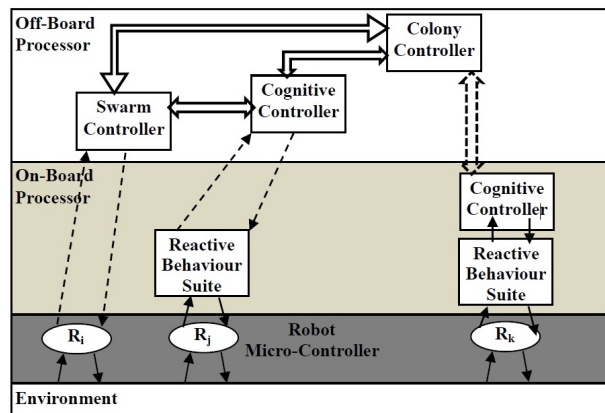 Off-Board
Processor
Colony
Controller
Swarm
Controller
Cognitive
Controller
On-Board
Processor
Cognitive
Controller
Reactive
Behaviour
Suite
Reactive
Behaviour
Suite
Ri
Rj
Robot
Micro-Controller
Rk
Environment